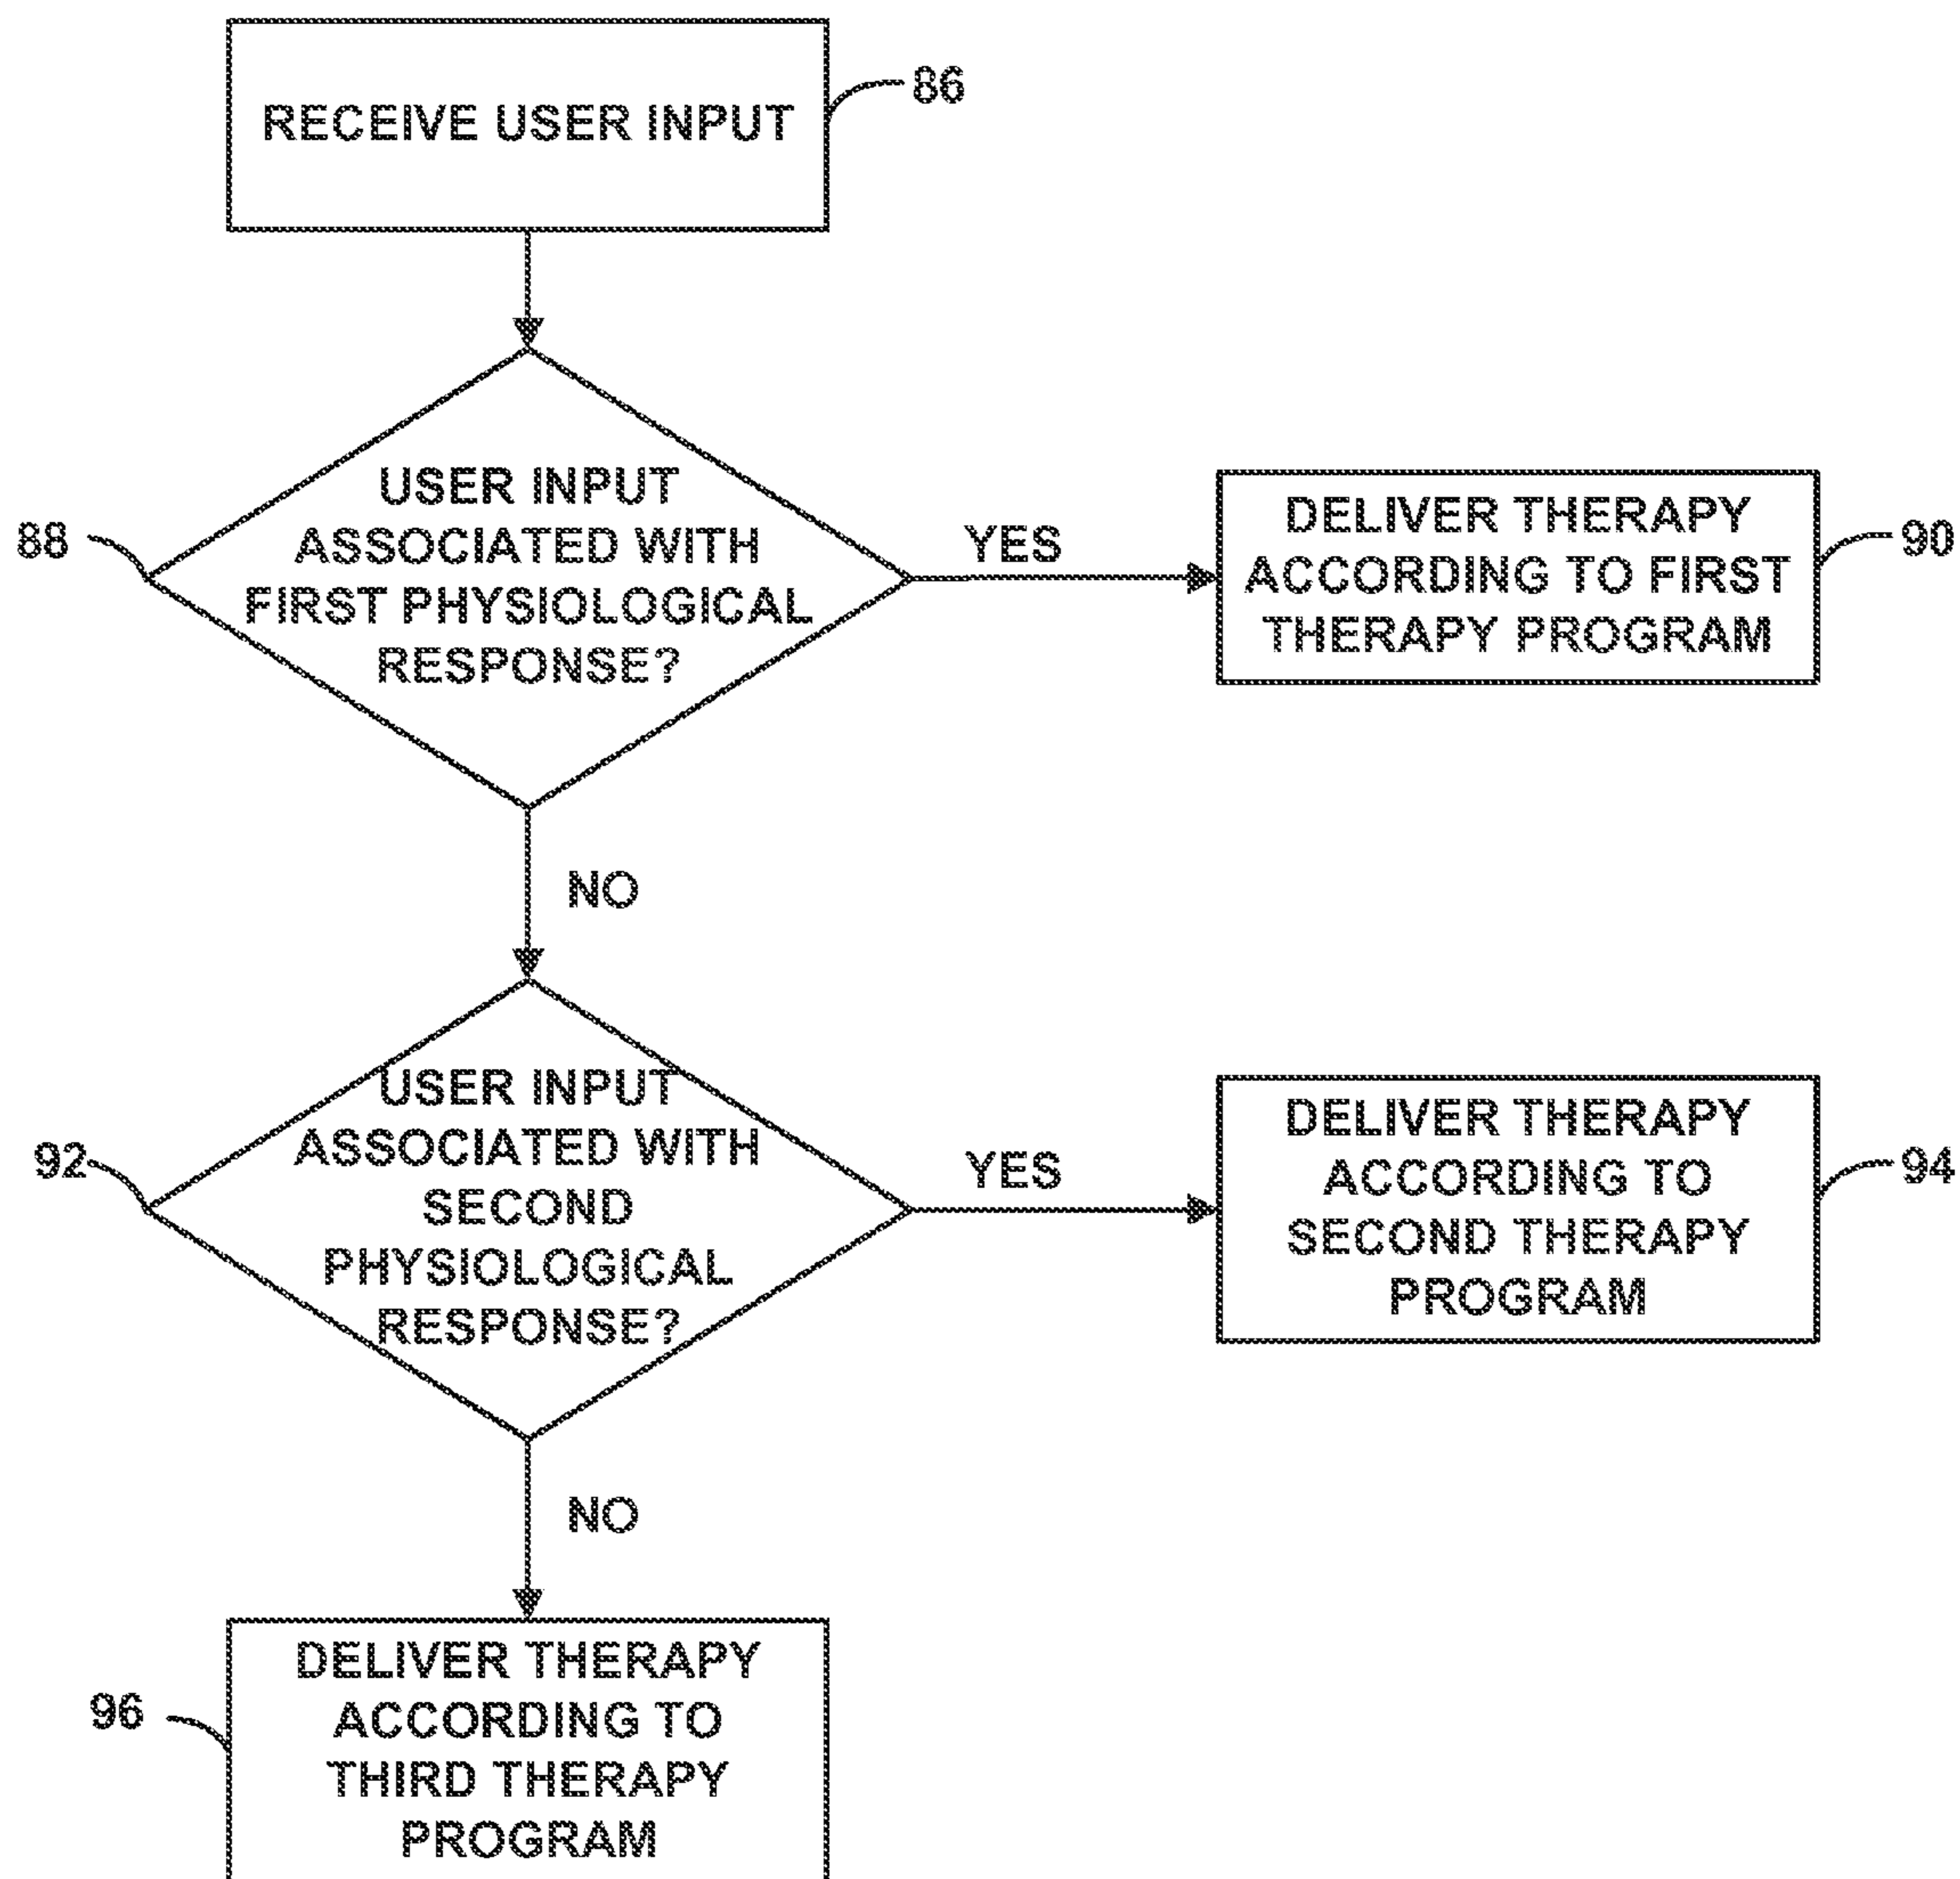 RECEIVE USER INPUT
86
USER INPUT
ASSOCIATED WITH
FIRST PHYSIOLOGICAL
RESPONSE?
88
YES
DELIVER THERAPY
ACCORDING TO FIRST
THERAPY PROGRAM
90
NO
USER INPUT
ASSOCIATED WITH
SECOND
PHYSIOLOGICAL
RESPONSE?
92
YES
DELIVER THERAPY
ACCORDING TO
SECOND THERAPY
PROGRAM
94
NO
DELIVER THERAPY
ACCORDING TO
THIRD THERAPY
PROGRAM
96